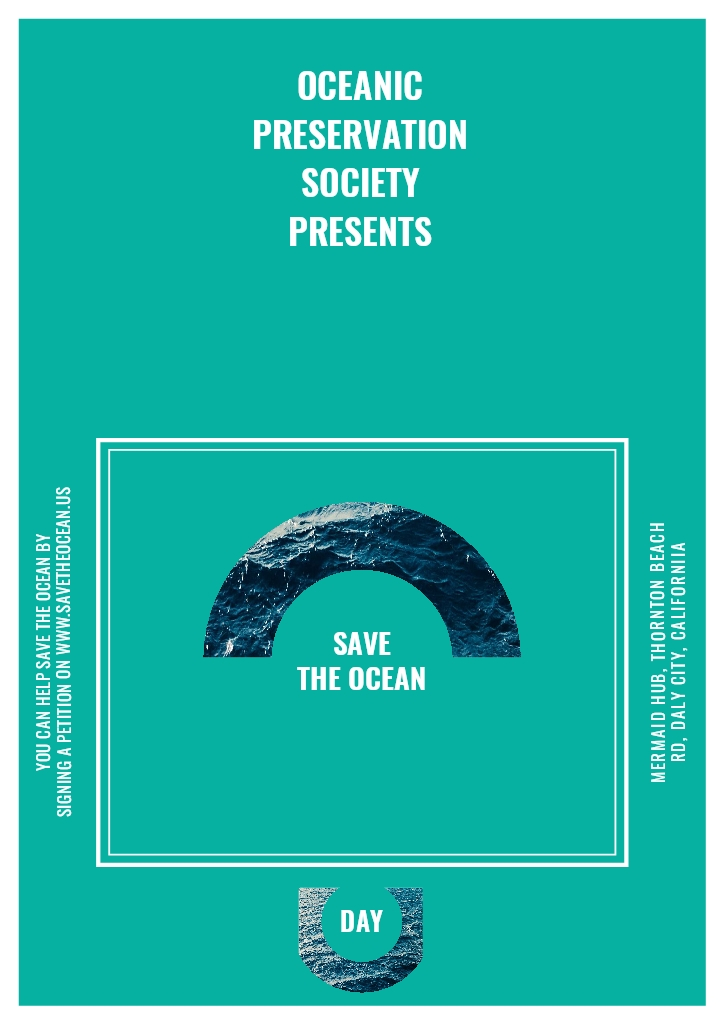 OCEANIC
PRESERVATION
SOCIETY
PRESENTS
YOU CAN HELP SAVE THE OCEAN BY
SIGNING A PETITION ON WWW.SAVETHEOCEAN.US
SAVE
THE OCEAN
MERMAID HUB, THORNTON BEACH
RD, DALY CITY, CALIFORNIIA
DAY